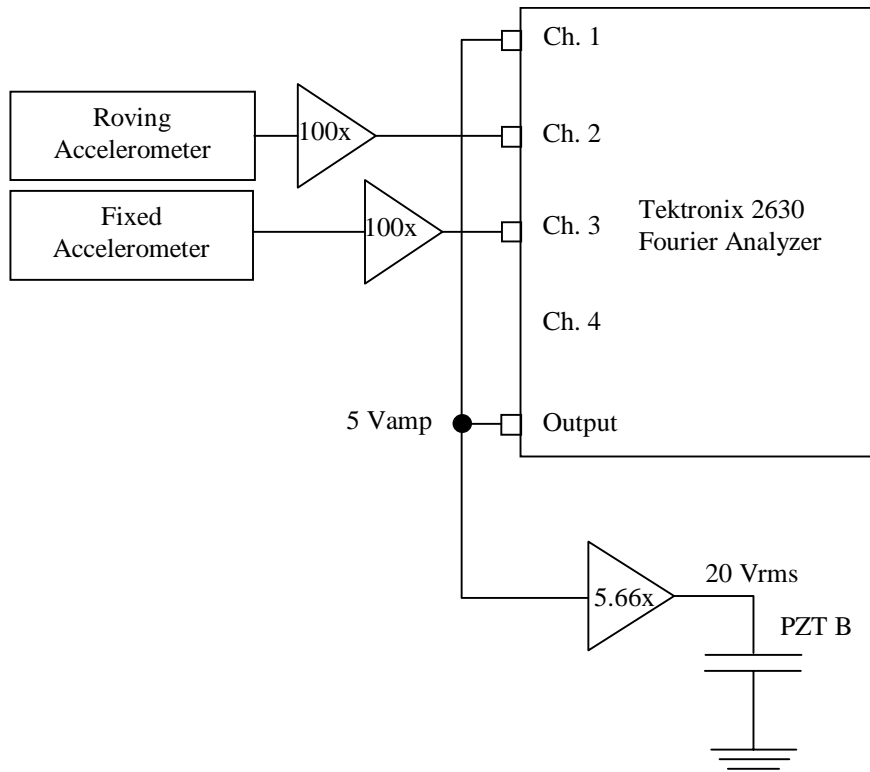 Ch. 1
Roving
Accelerometer
100x
Ch. 2
Fixed
Accelerometer
100x
Ch. 3
Tektronix 2630
Fourier Analyzer
Ch. 4
5 Vamp
Output
5.66x
20 Vrms
PZT B